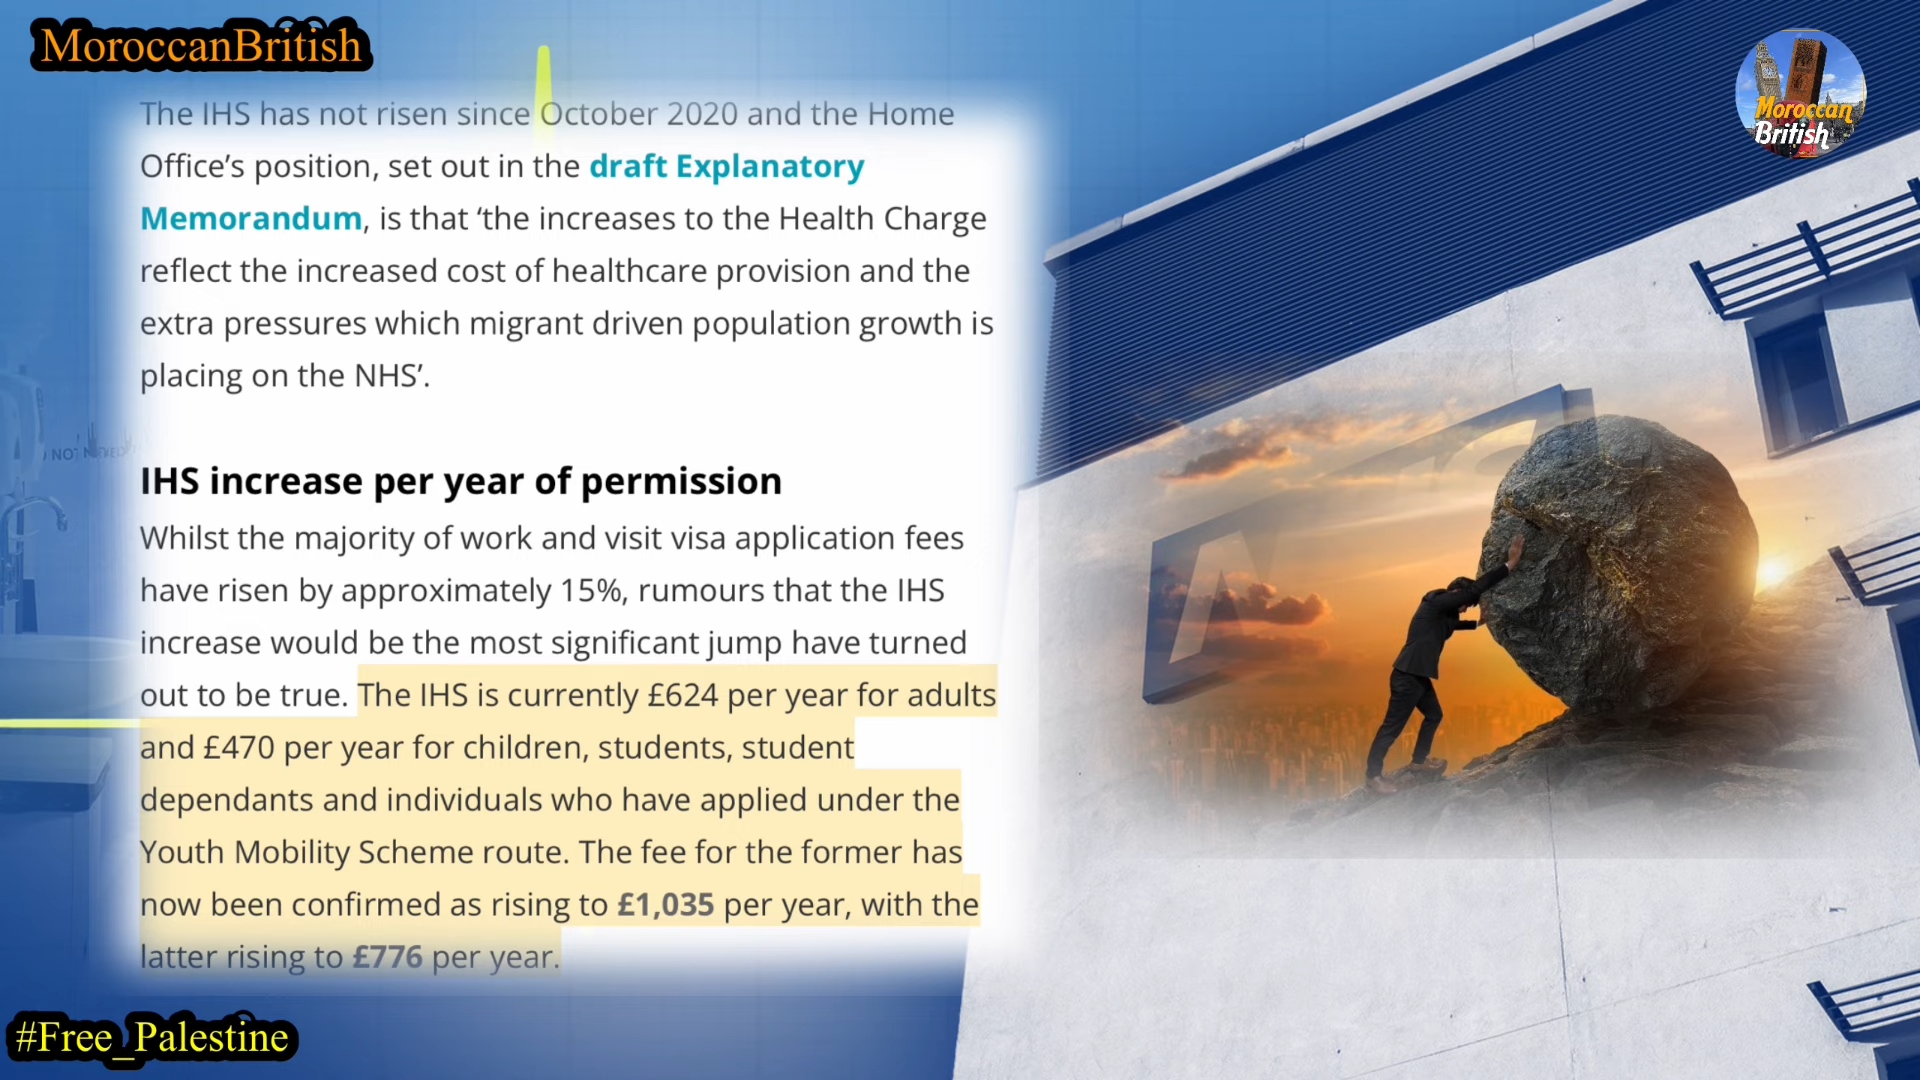 MoroccanBritish
Moroccan
British
The IHS has not risen since October 2020 and the Home
Office’s position, set out in the draft Explanatory
Memorandum, is that ‘the increases to the Health Charge
reflect the increased cost of healthcare provision and the
extra pressures which migrant driven population growth is
placing on the NHS’.
IHS increase per year of permission
Whilst the majority of work and visit visa application fees
have risen by approximately 15%, rumours that the IHS
increase would be the most significant jump have turned
out to be true. The IHS is currently £624 per year for adults
and £470 per year for children, students, student
dependants and individuals who have applied under the
Youth Mobility Scheme route. The fee for the former has
now been confirmed as rising to £1,035 per year, with the
latter rising to £776 per year.
#Free_Palestine